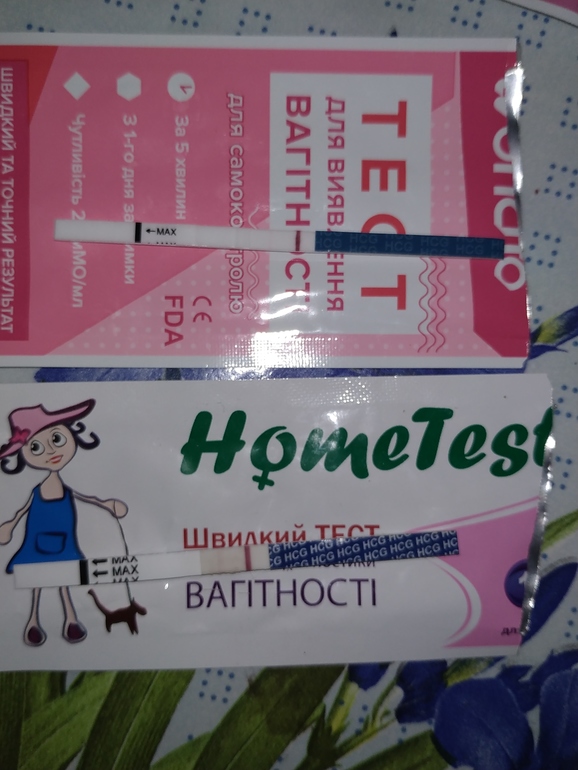 ТЕСТ
ДЛЯ ВИЯВЛЕННЯ
ВАГІТНОСТІ
для самоконтролю
За 5 хвилин
З 1-го дня затримки
Чутливість мМО/мл
CE
FDA
ШВИДКИЙ ТА ТОЧНИЙ РЕЗУЛЬТАТ
←MAX
HCG HCG HCG HCG
HomeTest
Швидкий ТЕСТ
ВАГІТНОСТІ
← MAX
← MAX
HCG HCG HCG HCG HCG HCG HCG